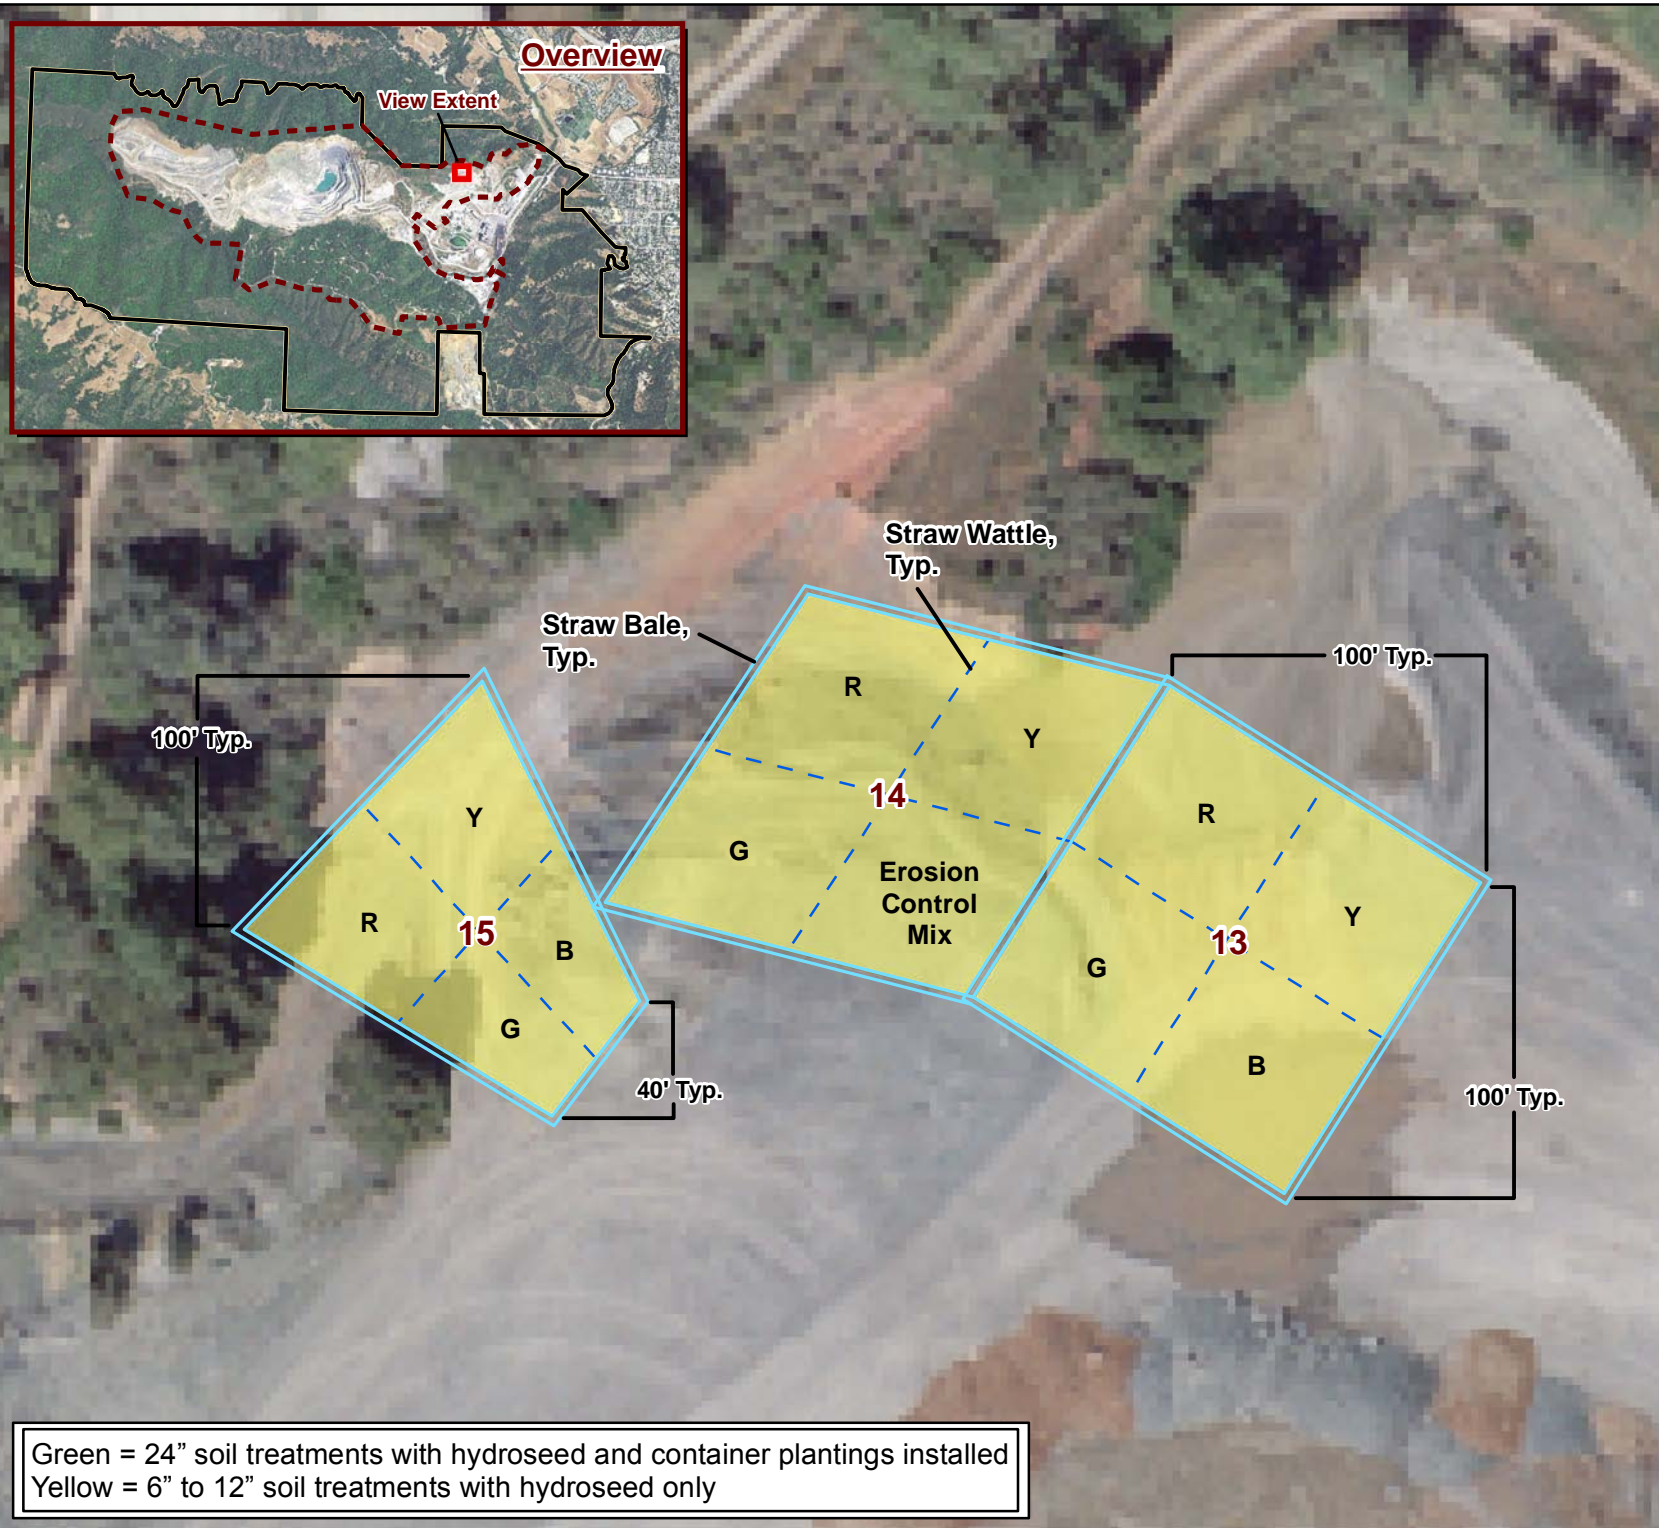 Overview
View Extent
Straw Wattle,
Typ.
Straw Bale,
Typ.
100' Typ.
100' Typ.
R
Y
14
G
Erosion
Control
Mix
R
Y
13
G
B
Y
R
15
B
G
40' Typ.
100' Typ.
Green = 24” soil treatments with hydroseed and container plantings installed
Yellow = 6” to 12” soil treatments with hydroseed only